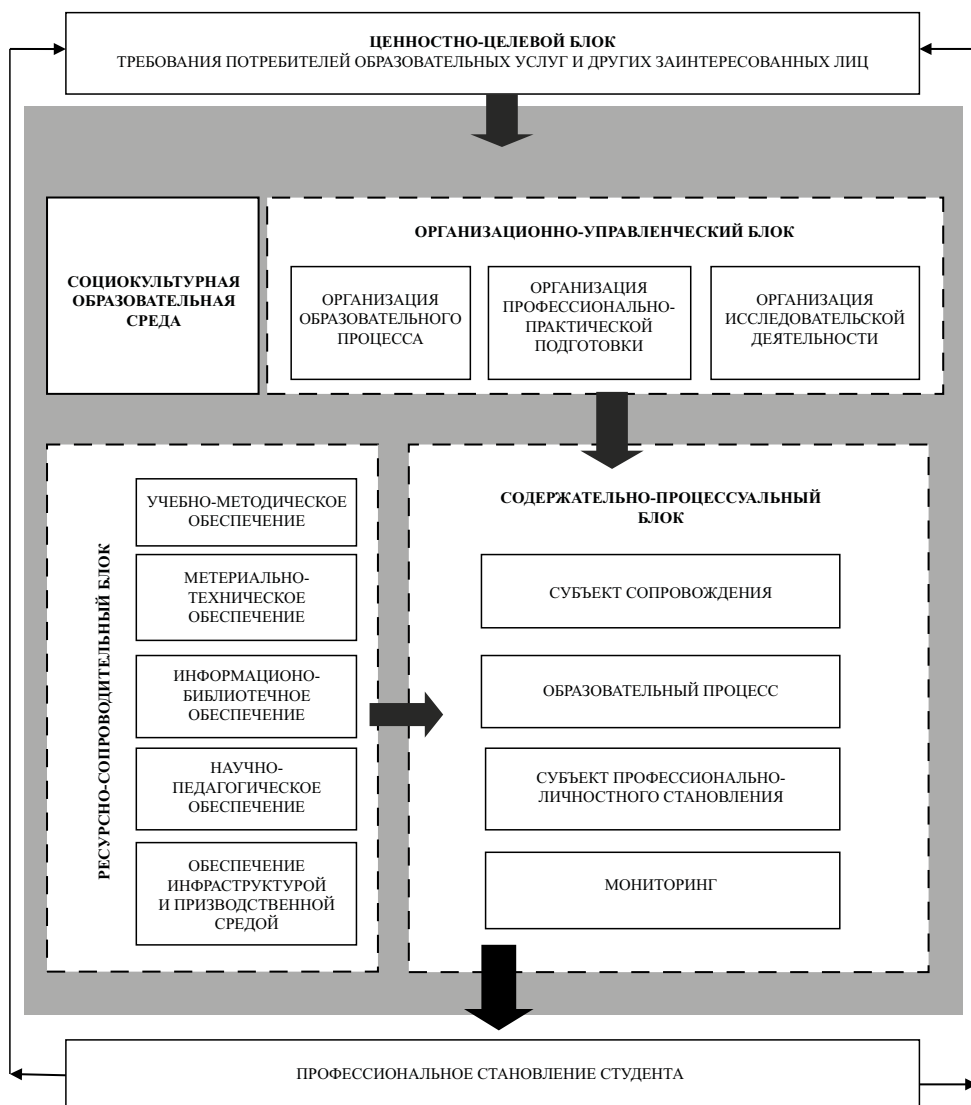 ЦЕННОСТНО-ЦЕЛЕВОЙ БЛОК
ТРЕБОВАНИЯ ПОТРЕБИТЕЛЕЙ ОБРАЗОВАТЕЛЬНЫХ УСЛУГ И ДРУГИХ ЗАИНТЕРЕСОВАННЫХ ЛИЦ
СОЦИОКУЛЬТУРНАЯ
ОБРАЗОВАТЕЛЬНАЯ
СРЕДА
ОРГАНИЗАЦИОННО-УПРАВЛЕНЧЕСКИЙ БЛОК
ОРГАНИЗАЦИЯ
ОБРАЗОВАТЕЛЬНОГО
ПРОЦЕССА
ОРГАНИЗАЦИЯ
ПРОФЕССИОНАЛЬНО-
ПРАКТИЧЕСКОЙ
ПОДГОТОВКИ
ОРГАНИЗАЦИЯ
ИССЛЕДОВАТЕЛЬСКОЙ
ДЕЯТЕЛЬНОСТИ
РЕСУРСНО-СОПРОВОДИТЕЛЬНЫЙ БЛОК
УЧЕБНО-МЕТОДИЧЕСКОЕ
ОБЕСПЕЧЕНИЕ
МЕТЕРИАЛЬНО-
ТЕХНИЧЕСКОЕ
ОБЕСПЕЧЕНИЕ
ИНФОРМАЦИОНО-
БИБЛИОТЕЧНОЕ
ОБЕСПЕЧЕНИЕ
НАУЧНО-
ПЕДАГОГИЧЕСКОЕ
ОБЕСПЕЧЕНИЕ
ОБЕСПЕЧЕНИЕ
ИНФРАСТРУКТУРОЙ
И ПРИЗВОДСТВЕННОЙ
СРЕДОЙ
СОДЕРЖАТЕЛЬНО-ПРОЦЕССУАЛЬНЫЙ
БЛОК
СУБЪЕКТ СОПРОВОЖДЕНИЯ
ОБРАЗОВАТЕЛЬНЫЙ ПРОЦЕСС
СУБЪЕКТ ПРОФЕССИОНАЛЬНО-
ЛИЧНОСТНОГО СТАНОВЛЕНИЯ
МОНИТОРИНГ
ПРОФЕССИОНАЛЬНОЕ СТАНОВЛЕНИЕ СТУДЕНТА